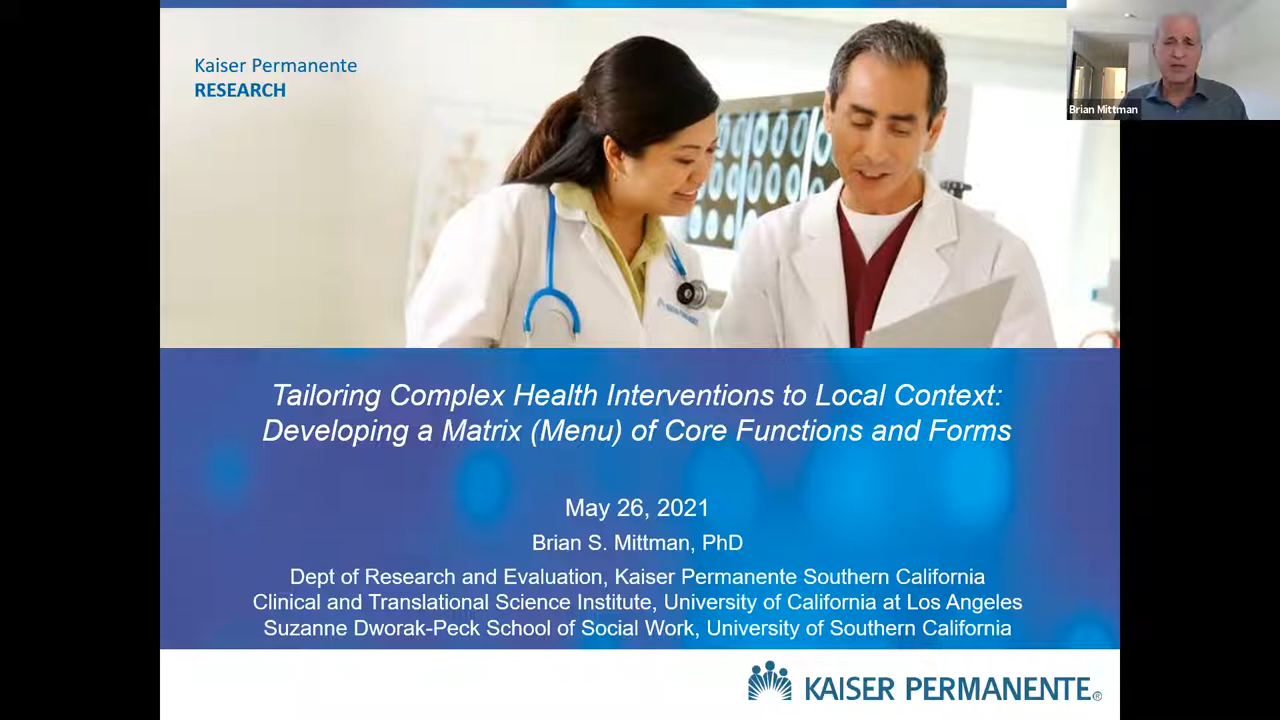 Kaiser Permanente
RESEARCH
Brian Mittman
Tailoring Complex Health Interventions to Local Context:
Developing a Matrix (Menu) of Core Functions and Forms
May 26, 2021
Brian S. Mittman, PhD
Dept of Research and Evaluation, Kaiser Permanente Southern California
Clinical and Translational Science Institute, University of California at Los Angeles
Suzanne Dworak-Peck School of Social Work, University of Southern California
KAISER PERMANENTE®